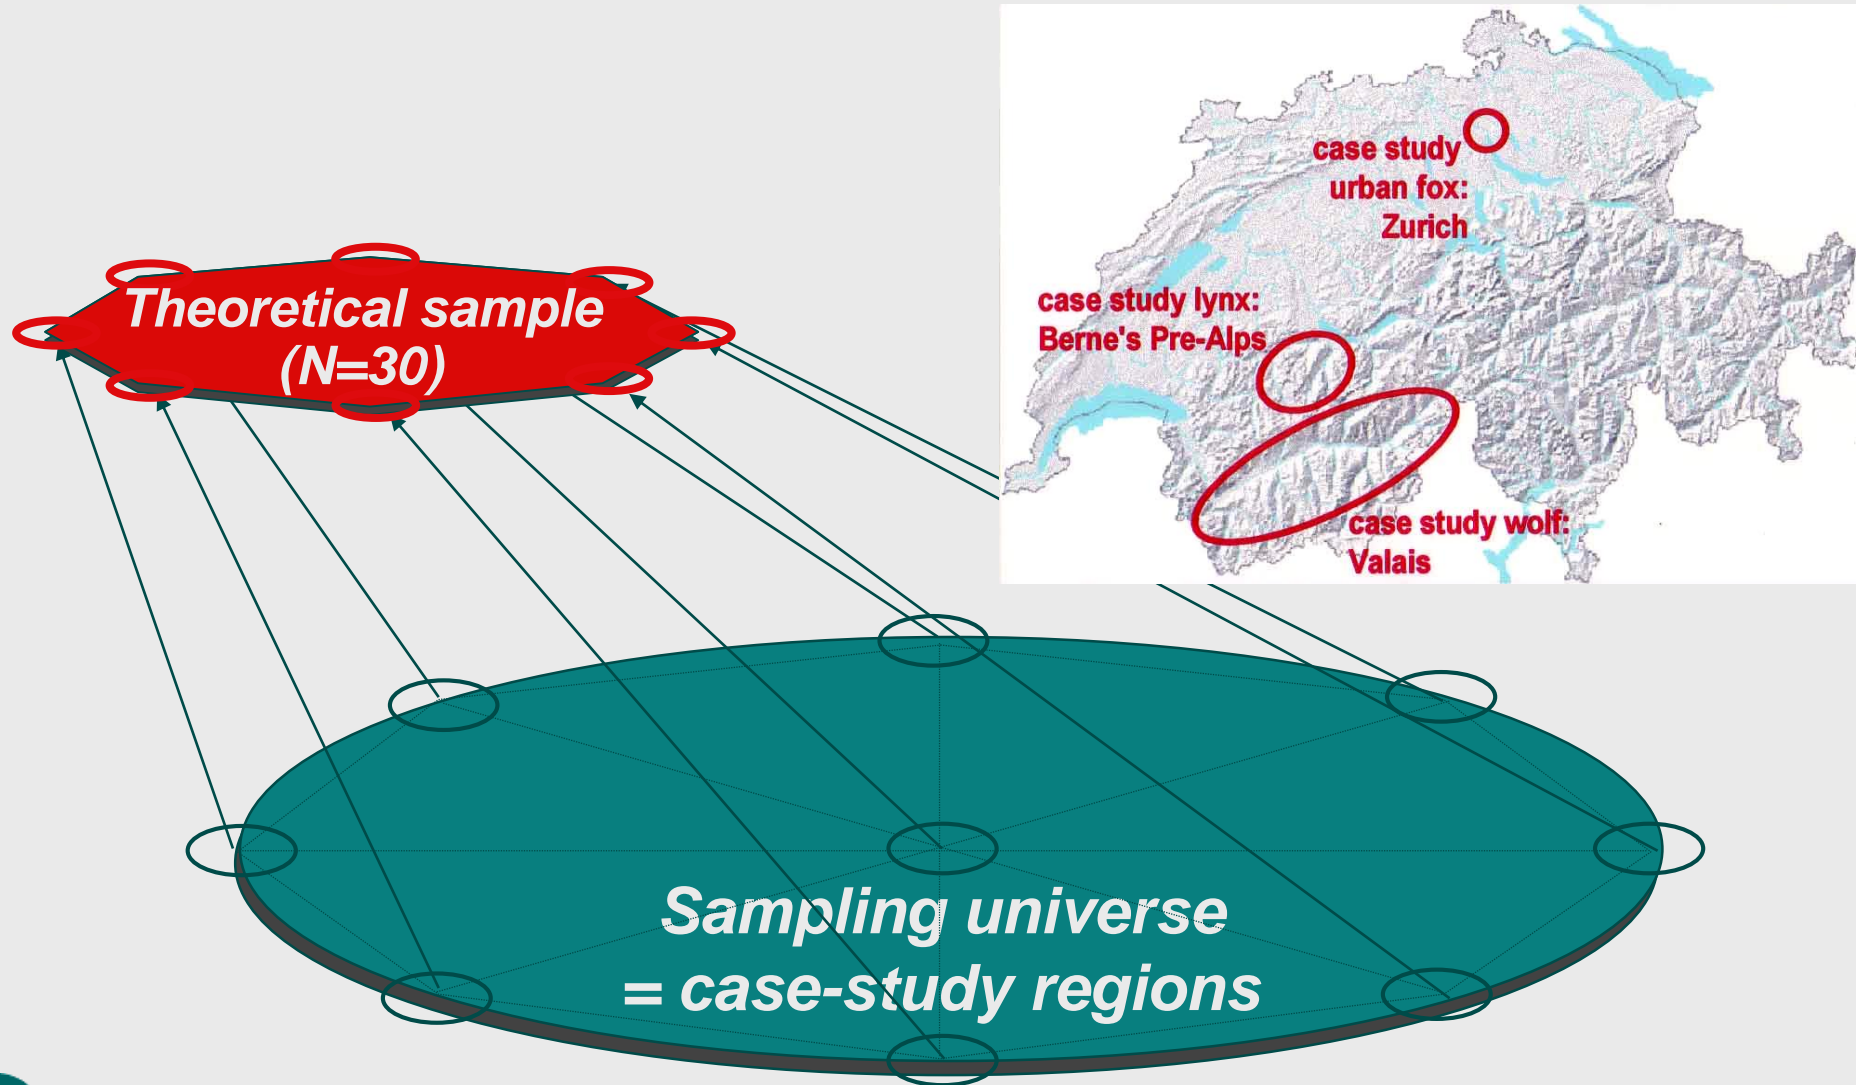 case study
urban fox:
Zurich
case study lynx:
Berne's Pre-Alps
case study wolf:
Valais
Theoretical sample
(N=30)
Sampling universe
= case-study regions